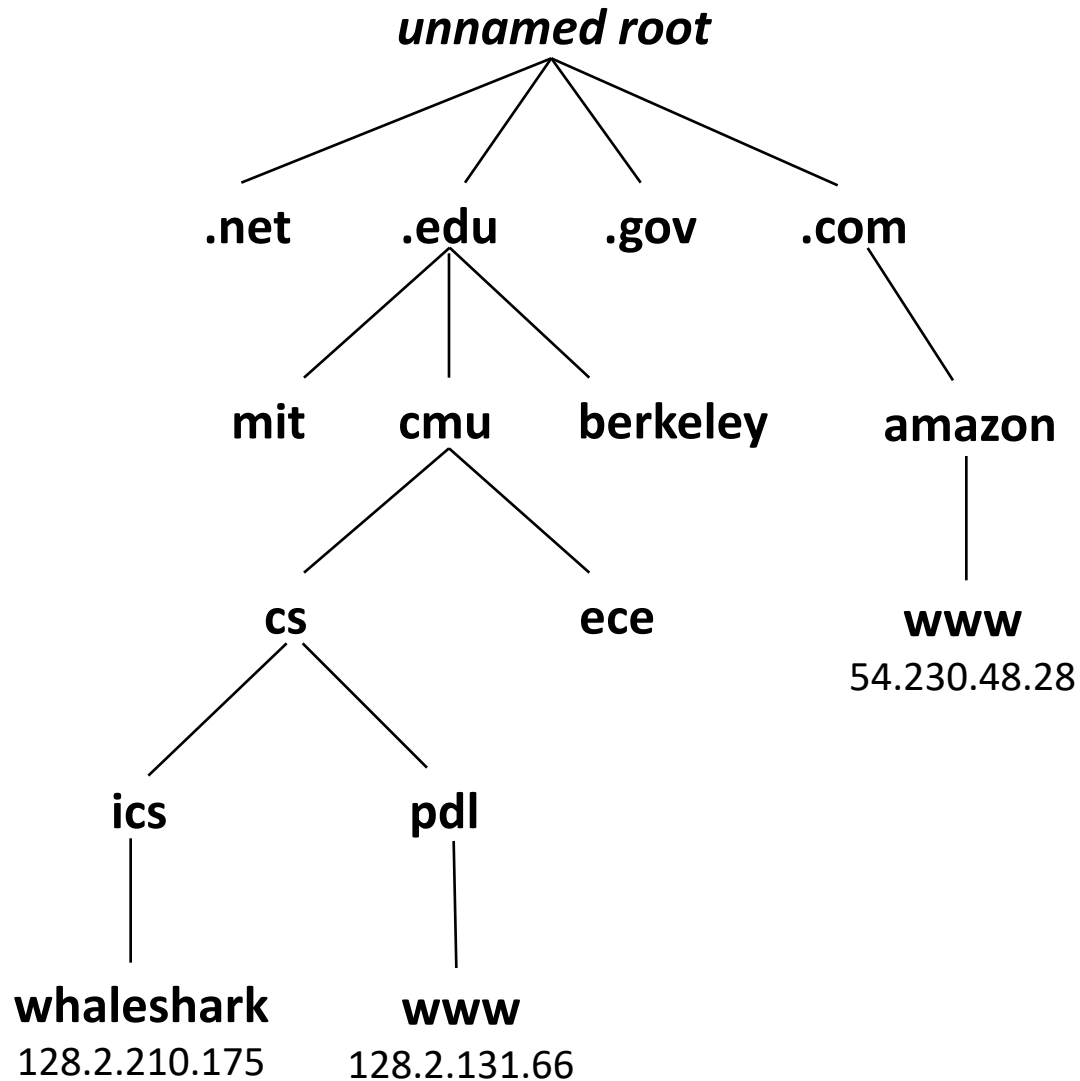 unnamed root
.net .edu .gov .com
mit cmu berkeley amazon
cs ece www
54.230.48.28
ics pdl
whaleshark www
128.2.210.175 128.2.131.66